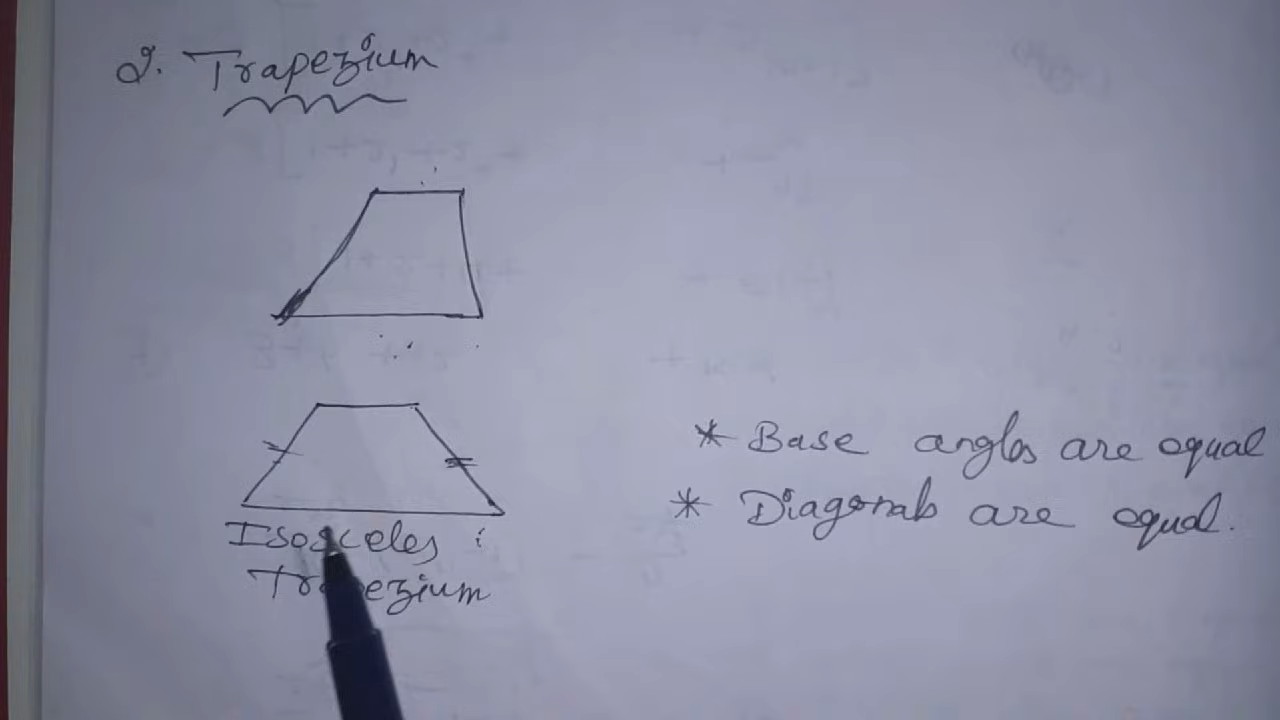 2. Trapezium
* Base angles are equal
* Diagonals are equal.
Isosceles
Trapezium